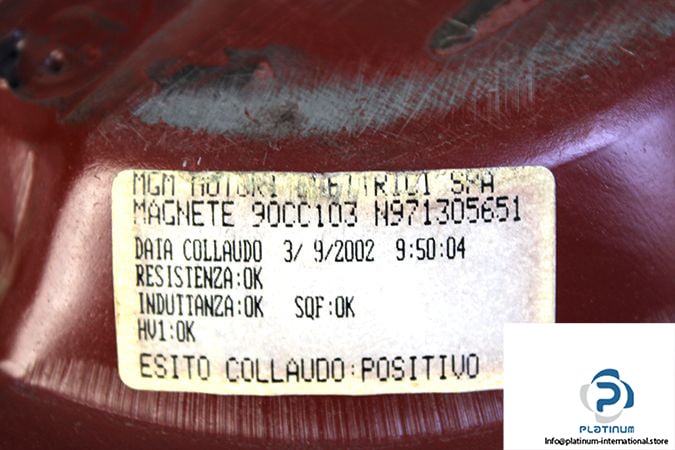 MGM MOTORI ELETTRICI SPA
MAGNETE 90CC103 N971305651
DATA COLLAUDO 3/ 9/2002 9:50:04
RESISTENZA:OK
INDUTTANZA:OK SQF:OK
HV1:OK
ESITO COLLAUDO:POSITIVO
PLATINUM
Info@platinum-international.store